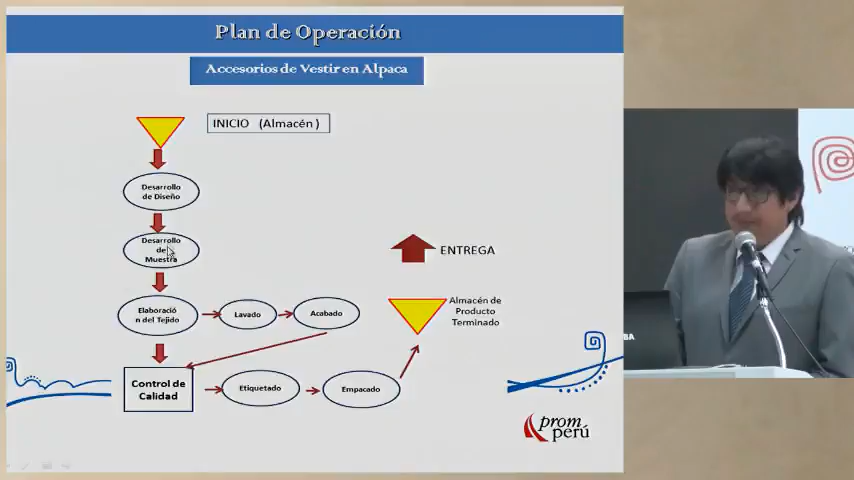 Plan de Operación
Accesorios de Vestir en Alpaca
INICIO (Almacén )
Desarrollo
de Diseño
Desarrollo
de
Muestra
ENTREGA
Elaboració
n del Tejido
Lavado
Acabado
Almacén de
Producto
Terminado
Control de
Calidad
Etiquetado
Empacado
prom
perú
BA